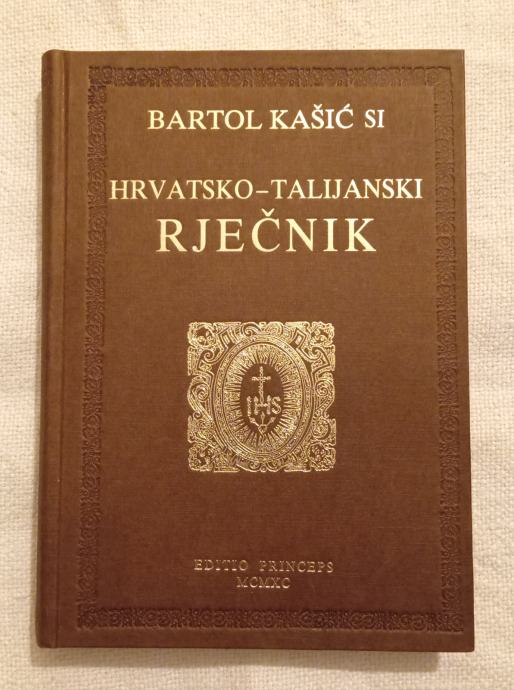 BARTOL KAŠIĆ SI
HRVATSKO–TALIJANSKI
RJEČNIK
IHS
EDITIO PRINCEPS
MCMXC